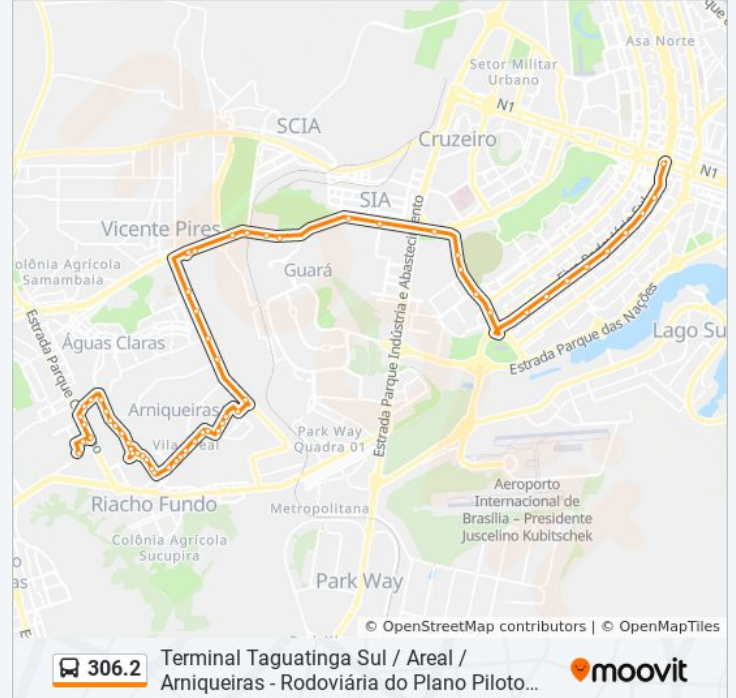 que
Asa Norte
Setor Militar
Urbano
N1
SCIA
Cruzeiro
N1
SIA
Vicente Pires
Colônia Agrícola
Samambaia
Guará
Estrada Parque Indústria e Abastecimento
Estrada Parque das Nações
Lago Su
Águas Claras
Estrada Parque
Arniqueiras
Vila
Park Way
Quadra 01
Riacho Fundo
Metropolitana
Aeroporto
Internacional de
Brasília – Presidente
Juscelino Kubitschek
Colônia Agrícola
Sucupira
Park Way
© OpenStreetMap contributors | © OpenMapTiles
306.2
Terminal Taguatinga Sul / Areal /
Arniqueiras - Rodoviária do Plano Piloto...
moovit